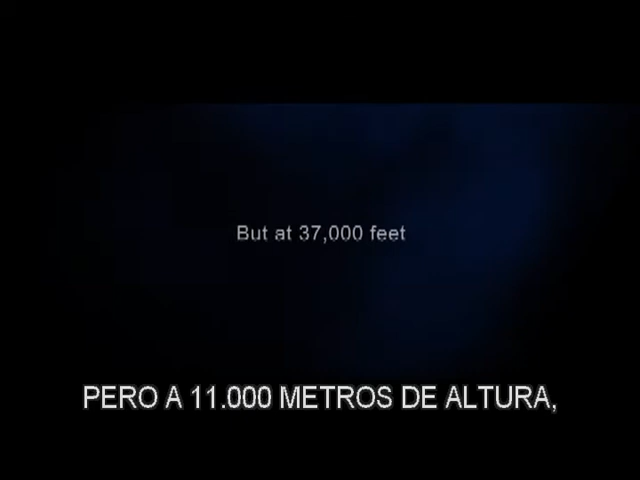 But at 37,000 feet
PERO A 11.000 METROS DE ALTURA,